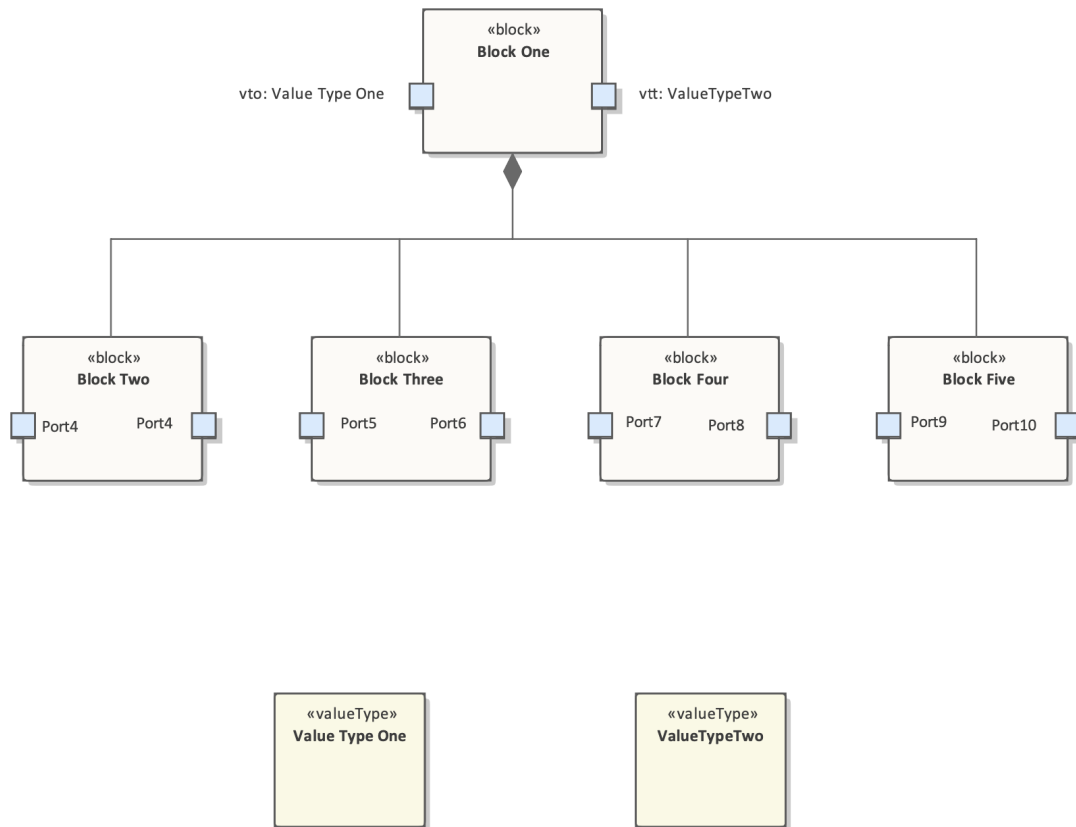 «block»
Block One
vto: Value Type One
vtt: ValueTypeTwo
«block»
Block Two
Port4
Port4
«block»
Block Three
Port5
Port6
«block»
Block Four
Port7
Port8
«block»
Block Five
Port9
Port10
«valueType»
Value Type One
«valueType»
ValueTypeTwo